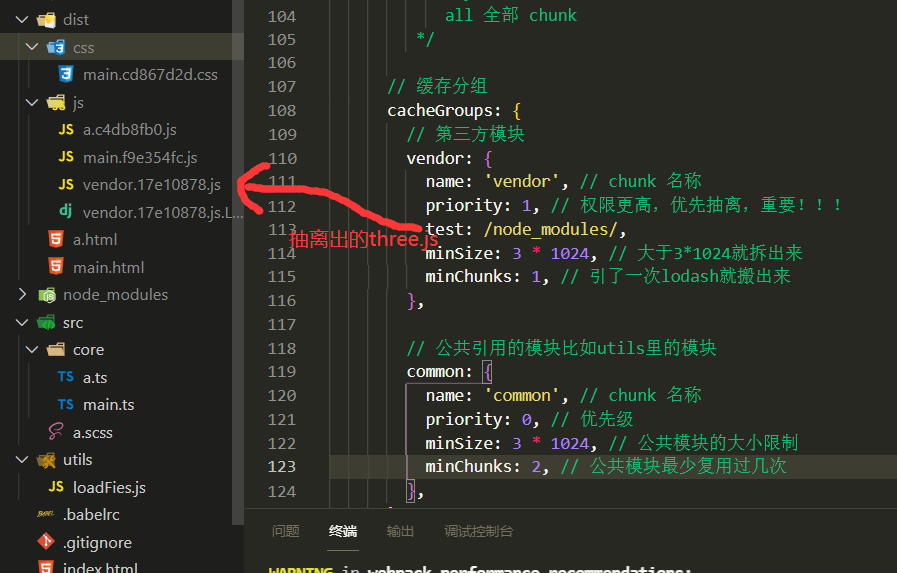 dist
css
main.cd867d2d.css
js
a.c4db8fb0.js
main.f9e354fc.js
vendor.17e10878.js
vendor.17e10878.js.L...
a.html
main.html
node_modules
src
core
a.ts
main.ts
a.scss
utils
loadFies.js
.babelrc
.gitignore
index.html
104 all 全部 chunk
105 */
106
107 // 缓存分组
108 cacheGroups: {
109 // 第三方模块
110 vendor: {
111 name: 'vendor', // chunk 名称
112 priority: 1, // 权限更高，优先抽离，重要！！！
113 test: /node_modules/,
抽离出的three.js
114 minSize: 3 * 1024, // 大于3*1024就拆出来
115 minChunks: 1, // 引了一次lodash就搬出来
116 },
117
118 // 公共引用的模块比如utils里的模块
119 common: {
120 name: 'common', // chunk 名称
121 priority: 0, // 优先级
122 minSize: 3 * 1024, // 公共模块的大小限制
123 minChunks: 2, // 公共模块最少复用过几次
124 },
问题 终端 输出 调试控制台
WARNING in webpack performance recommendations: